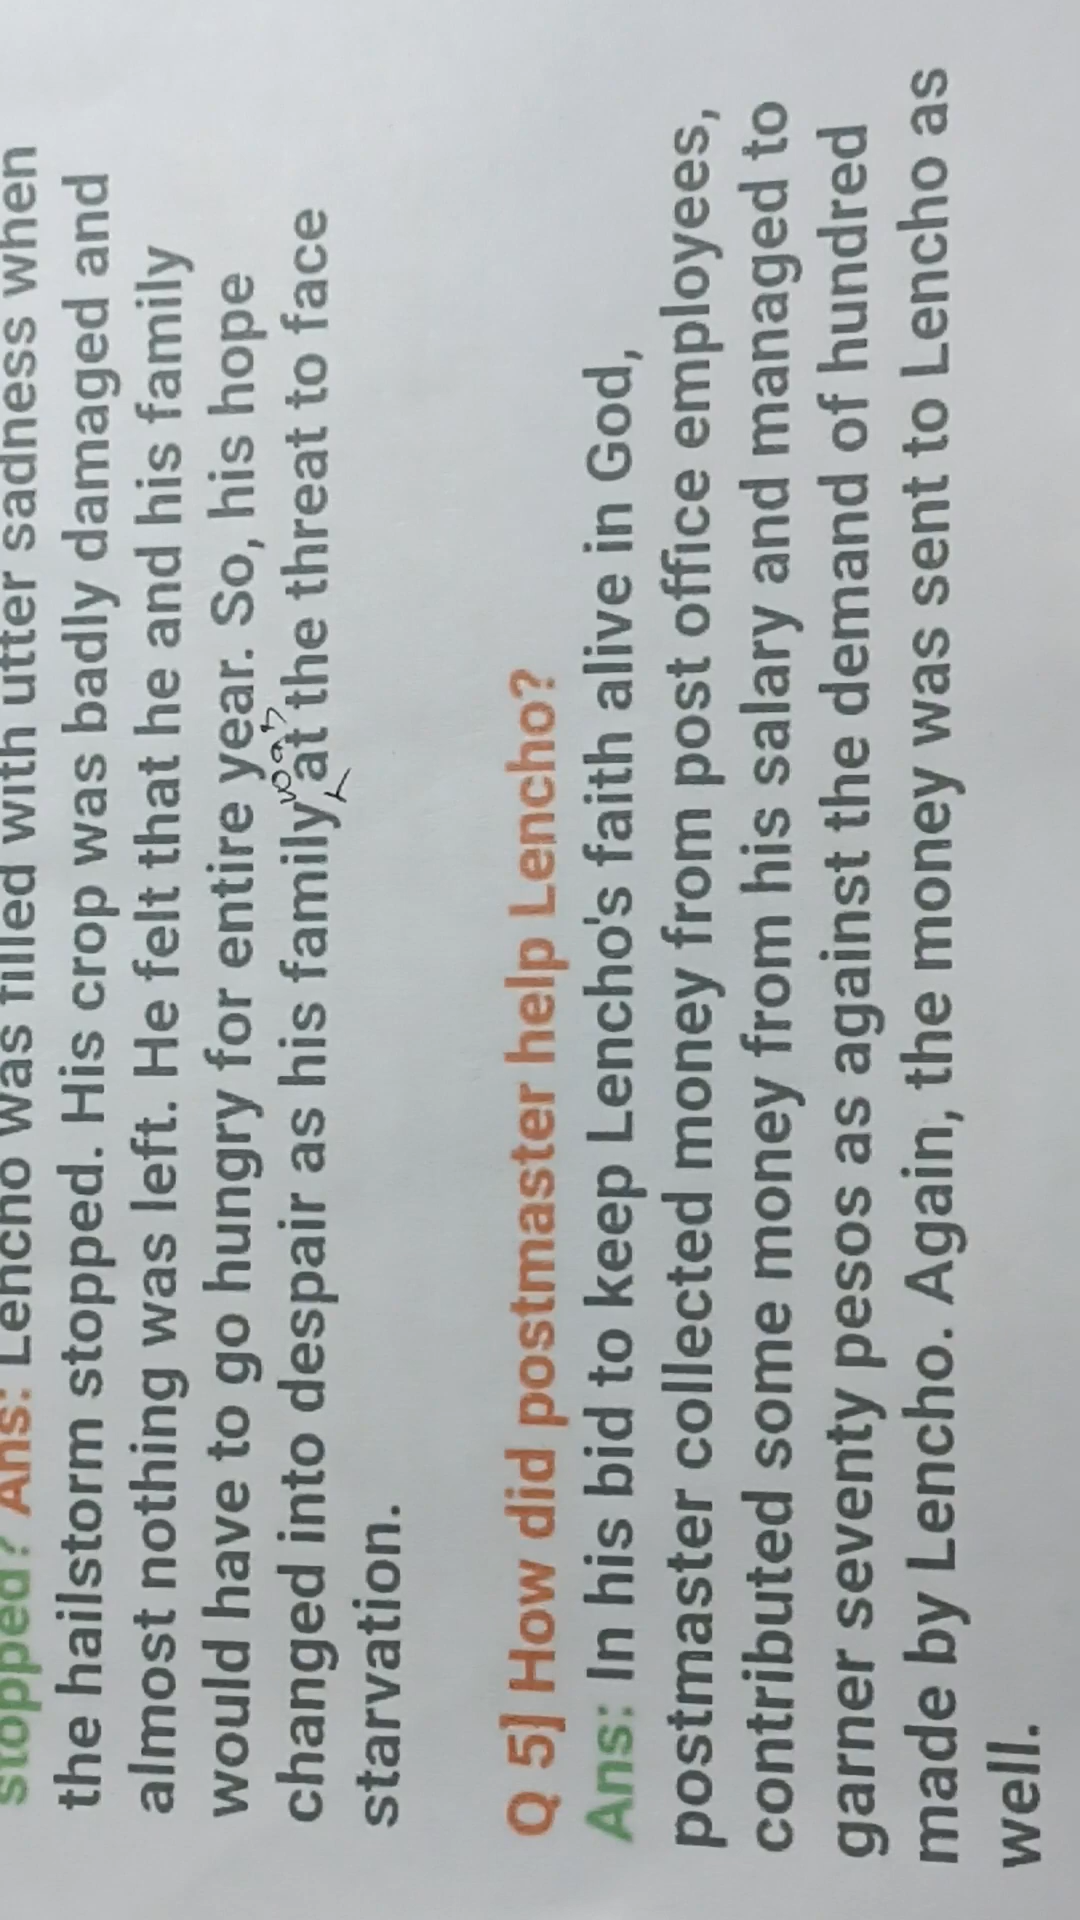 stopped? Ans: Lencho was filled with utter sadness when
the hailstorm stopped. His crop was badly damaged and
almost nothing was left. He felt that he and his family
would have to go hungry for entire year. So, his hope
changed into despair as his family was at the threat to face
starvation.
Q 5] How did postmaster help Lencho?
Ans: In his bid to keep Lencho's faith alive in God,
postmaster collected money from post office employees,
contributed some money from his salary and managed to
garner seventy pesos as against the demand of hundred
made by Lencho. Again, the money was sent to Lencho as
well.